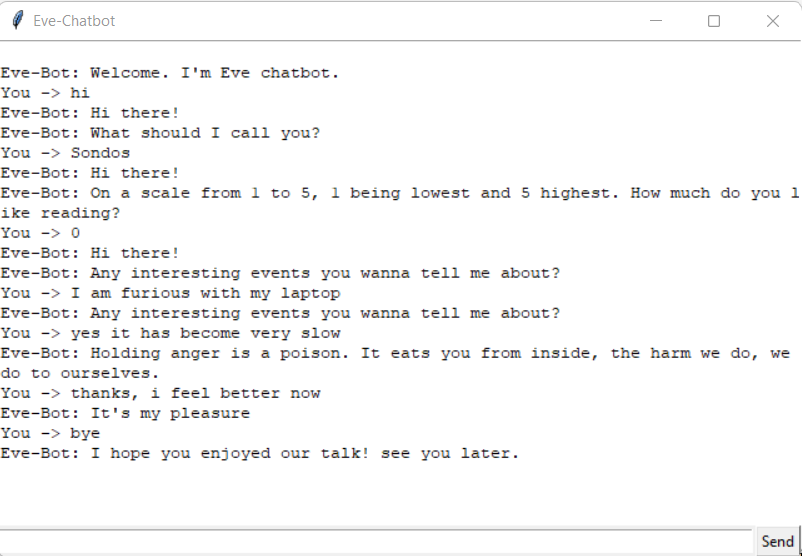 Eve-Chatbot
Eve-Bot: Welcome. I'm Eve chatbot.
You -> hi
Eve-Bot: Hi there!
Eve-Bot: What should I call you?
You -> Sondos
Eve-Bot: Hi there!
Eve-Bot: On a scale from 1 to 5, 1 being lowest and 5 highest. How much do you l
ike reading?
You -> 0
Eve-Bot: Hi there!
Eve-Bot: Any interesting events you wanna tell me about?
You -> I am furious with my laptop
Eve-Bot: Any interesting events you wanna tell me about?
You -> yes it has become very slow
Eve-Bot: Holding anger is a poison. It eats you from inside, the harm we do, we
do to ourselves.
You -> thanks, i feel better now
Eve-Bot: It's my pleasure
You -> bye
Eve-Bot: I hope you enjoyed our talk! see you later.
Send